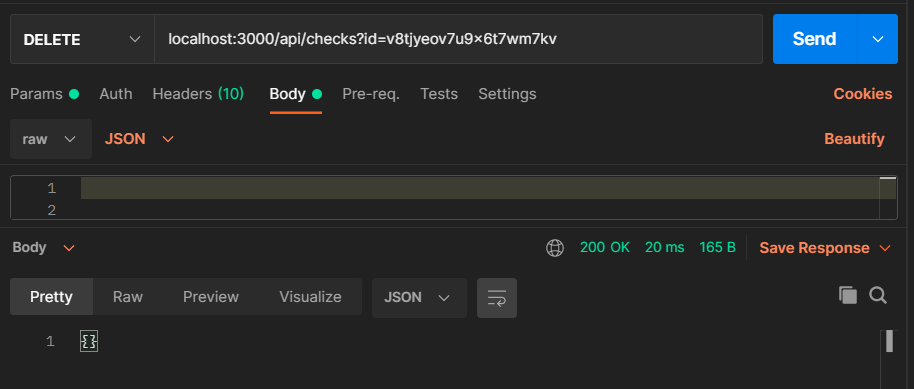 DELETE localhost:3000/api/checks?id=v8tjyeov7u9x6t7wm7kv Send
Params Auth Headers (10) Body Pre-req. Tests Settings Cookies
raw JSON Beautify
1
2
Body 200 OK 20 ms 165 B Save Response
Pretty Raw Preview Visualize JSON
1 {}